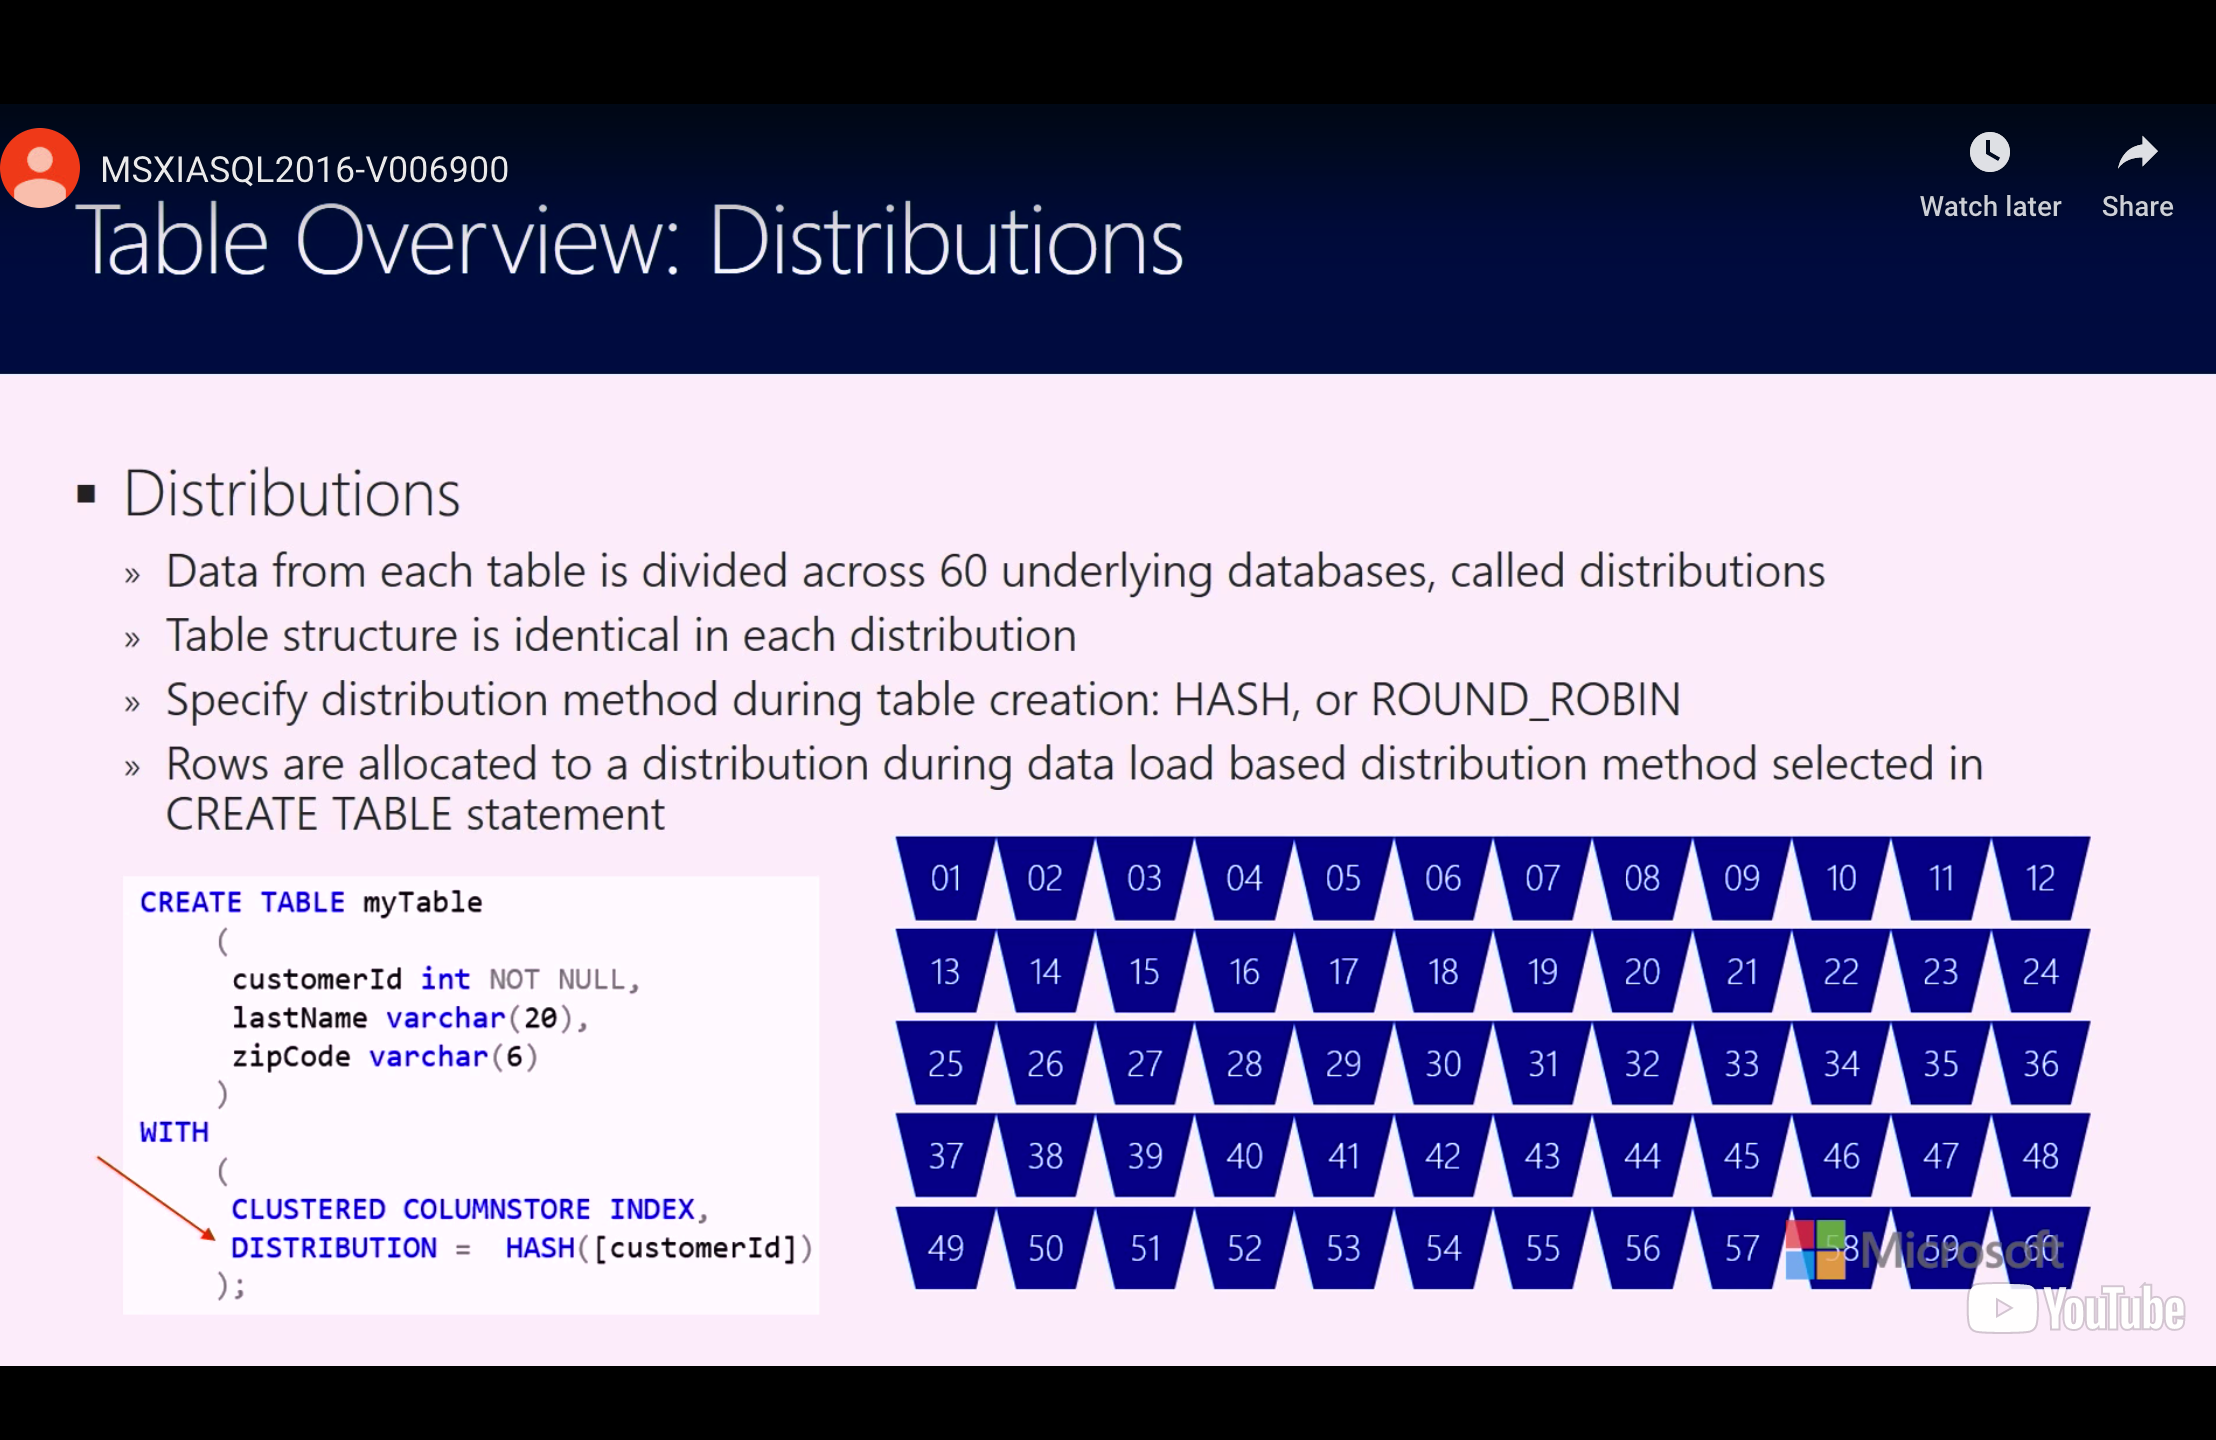 MSXIASQL2016-V006900
Watch later
Share
Table Overview: Distributions
▪ Distributions
» Data from each table is divided across 60 underlying databases, called distributions
» Table structure is identical in each distribution
» Specify distribution method during table creation: HASH, or ROUND_ROBIN
» Rows are allocated to a distribution during data load based distribution method selected in
CREATE TABLE statement
CREATE TABLE myTable
(
customerId int NOT NULL,
lastName varchar(20),
zipCode varchar(6)
)
WITH
(
CLUSTERED COLUMNSTORE INDEX,
DISTRIBUTION = HASH([customerId])
);
01 02 03 04 05 06 07 08 09 10 11 12
13 14 15 16 17 18 19 20 21 22 23 24
25 26 27 28 29 30 31 32 33 34 35 36
37 38 39 40 41 42 43 44 45 46 47 48
49 50 51 52 53 54 55 56 57 58 59 60
Microsoft
YouTube